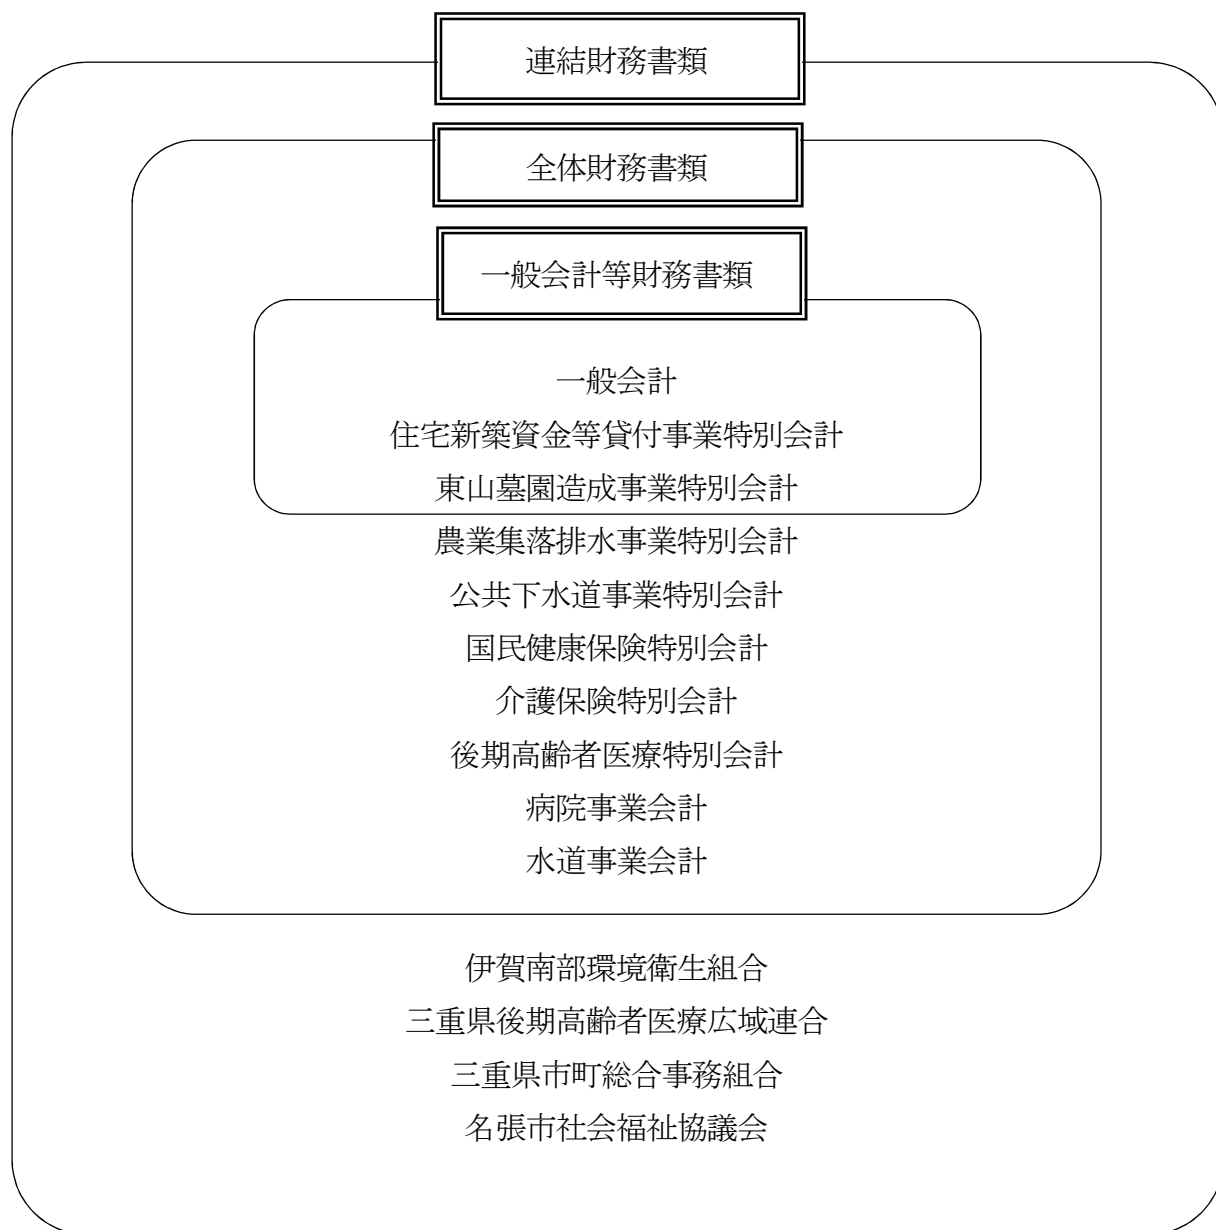 連結財務書類
全体財務書類
一般会計等財務書類
一般会計
住宅新築資金等貸付事業特別会計
東山墓園造成事業特別会計
農業集落排水事業特別会計
公共下水道事業特別会計
国民健康保険特別会計
介護保険特別会計
後期高齢者医療特別会計
病院事業会計
水道事業会計
伊賀南部環境衛生組合
三重県後期高齢者医療広域連合
三重県市町総合事務組合
名張市社会福祉協議会